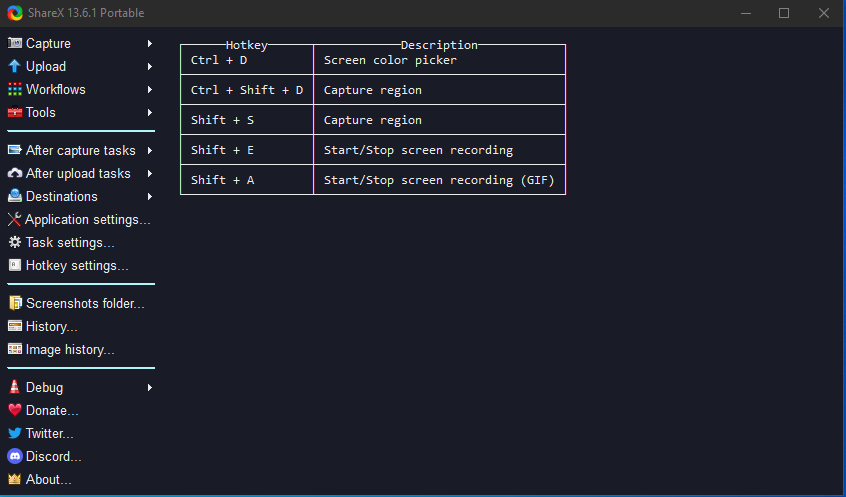 ShareX 13.6.1 Portable
Capture
Upload
Workflows
Tools
After capture tasks
After upload tasks
Destinations
Application settings...
Task settings...
Hotkey settings...
Screenshots folder...
History...
Image history...
Debug
Donate...
Twitter...
Discord...
About...
Hotkey Description
Ctrl + D Screen color picker
Ctrl + Shift + D Capture region
Shift + S Capture region
Shift + E Start/Stop screen recording
Shift + A Start/Stop screen recording (GIF)